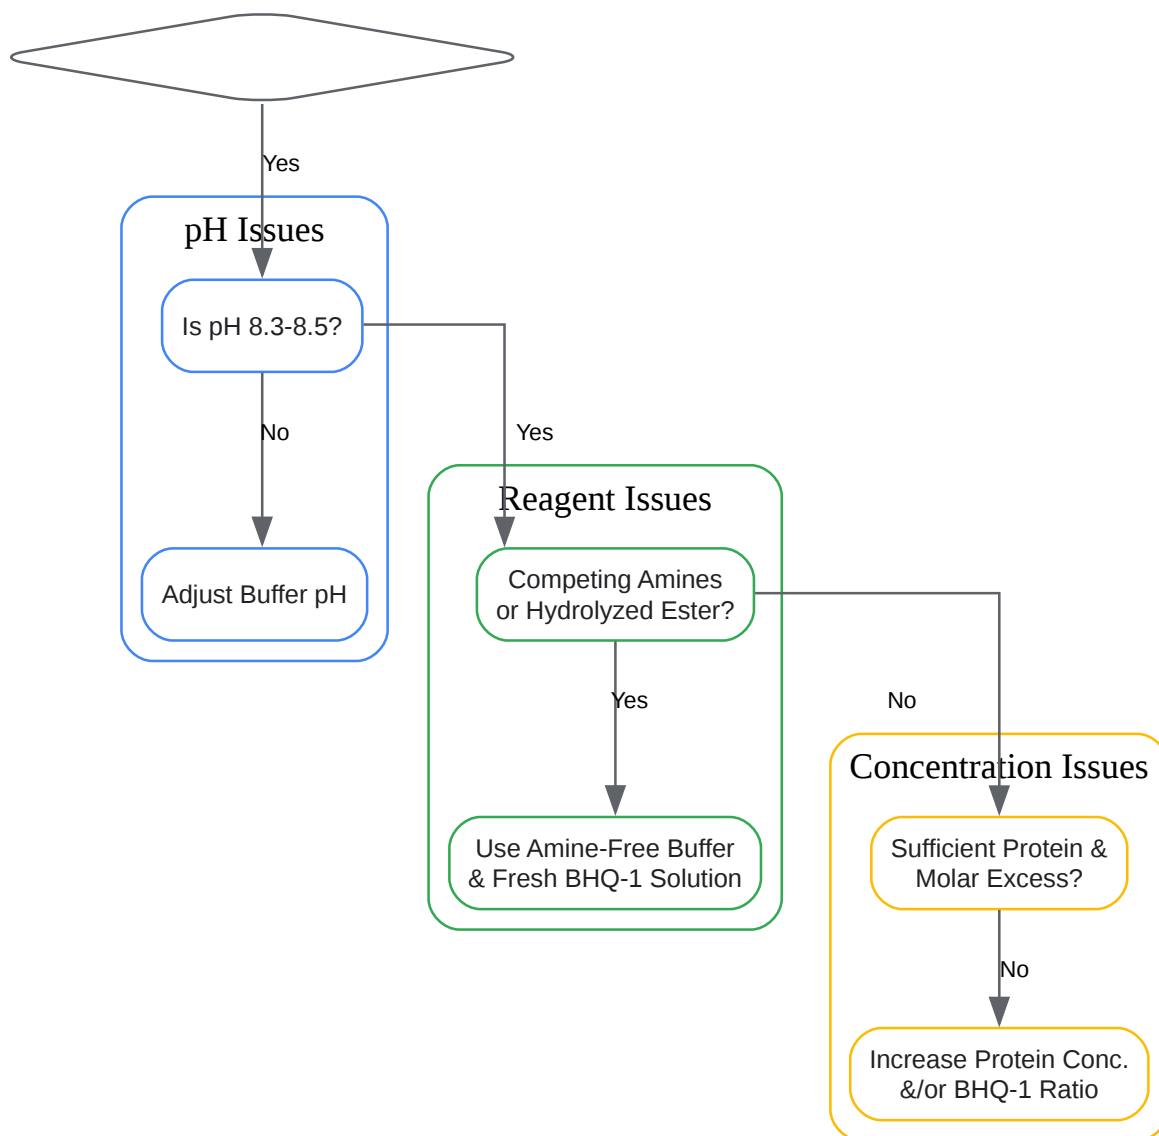 Yes
pH Issues
Is pH 8.3-8.5?
No
Yes
Adjust Buffer pH
Reagent Issues
Competing Amines
or Hydrolyzed Ester?
Yes
No
Use Amine-Free Buffer
& Fresh BHQ-1 Solution
Concentration Issues
Sufficient Protein &
Molar Excess?
No
Increase Protein Conc.
&/or BHQ-1 Ratio